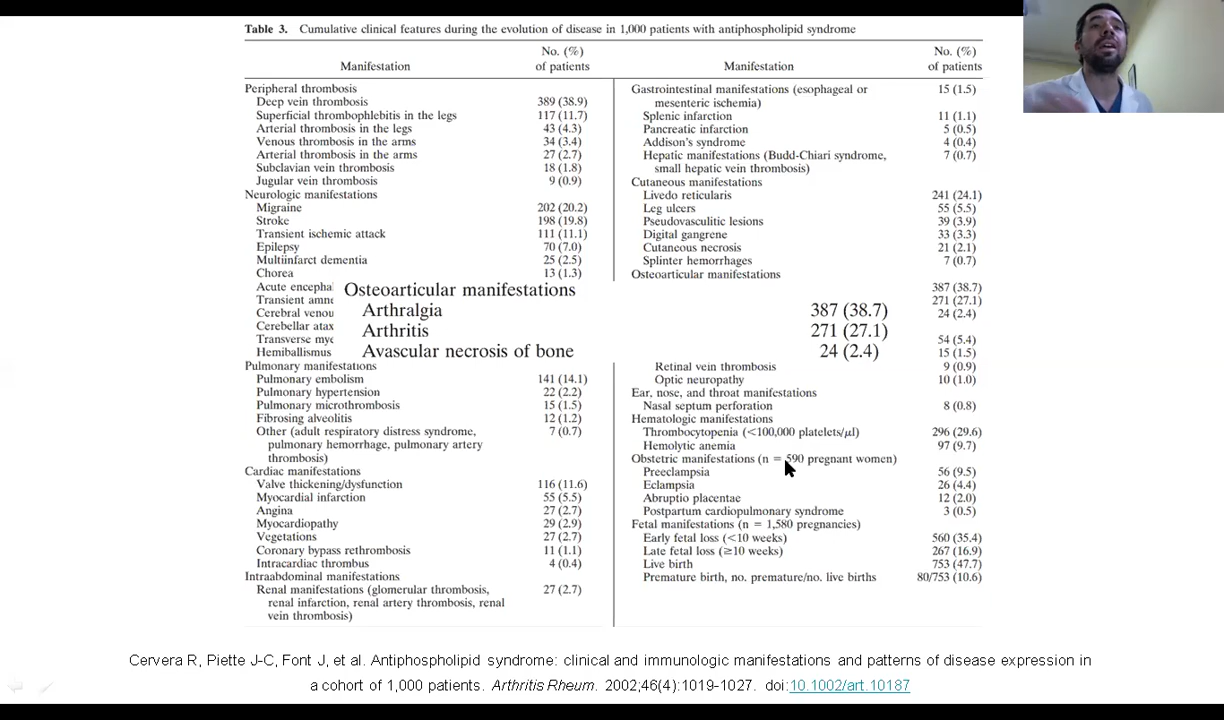 Table 3. Cumulative clinical features during the evolution of disease in 1,000 patients with antiphospholipid syndrome
Manifestation No. (%) of patients
Peripheral thrombosis
Deep vein thrombosis 389 (38.9)
Superficial thrombophlebitis in the legs 117 (11.7)
Arterial thrombosis in the legs 43 (4.3)
Venous thrombosis in the arms 34 (3.4)
Arterial thrombosis in the arms 27 (2.7)
Subclavian vein thrombosis 18 (1.8)
Jugular vein thrombosis 9 (0.9)
Neurologic manifestations
Migraine 202 (20.2)
Stroke 198 (19.8)
Transient ischemic attack 111 (11.1)
Epilepsy 70 (7.0)
Multiinfarct dementia 25 (2.5)
Chorea 13 (1.3)
Acute encepha
Transient amne
Cerebral venou
Cerebellar atax
Transverse mye
Hemiballismus
Pulmonary manifestations
Pulmonary embolism 141 (14.1)
Pulmonary hypertension 22 (2.2)
Pulmonary microthrombosis 15 (1.5)
Fibrosing alveolitis 12 (1.2)
Other (adult respiratory distress syndrome, 7 (0.7)
pulmonary hemorrhage, pulmonary artery
thrombosis)
Cardiac manifestations
Valve thickening/dysfunction 116 (11.6)
Myocardial infarction 55 (5.5)
Angina 27 (2.7)
Myocardiopathy 29 (2.9)
Vegetations 27 (2.7)
Coronary bypass rethrombosis 11 (1.1)
Intracardiac thrombus 4 (0.4)
Intraabdominal manifestations
Renal manifestations (glomerular thrombosis, 27 (2.7)
renal infarction, renal artery thrombosis, renal
vein thrombosis)
Manifestation No. (%) of patients
Gastrointestinal manifestations (esophageal or 15 (1.5)
mesenteric ischemia)
Splenic infarction 11 (1.1)
Pancreatic infarction 5 (0.5)
Addison's syndrome 4 (0.4)
Hepatic manifestations (Budd-Chiari syndrome, 7 (0.7)
small hepatic vein thrombosis)
Cutaneous manifestations
Livedo reticularis 241 (24.1)
Leg ulcers 55 (5.5)
Pseudovasculitic lesions 39 (3.9)
Digital gangrene 33 (3.3)
Cutaneous necrosis 21 (2.1)
Splinter hemorrhages 7 (0.7)
Osteoarticular manifestations
387 (38.7)
271 (27.1)
24 (2.4)
54 (5.4)
15 (1.5)
Osteoarticular manifestations
Arthralgia 387 (38.7)
Arthritis 271 (27.1)
Avascular necrosis of bone 24 (2.4)
Retinal vein thrombosis 9 (0.9)
Optic neuropathy 10 (1.0)
Ear, nose, and throat manifestations
Nasal septum perforation 8 (0.8)
Hematologic manifestations
Thrombocytopenia (<100,000 platelets/µl) 296 (29.6)
Hemolytic anemia 97 (9.7)
Obstetric manifestations (n = 590 pregnant women)
Preeclampsia 56 (9.5)
Eclampsia 26 (4.4)
Abruptio placentae 12 (2.0)
Postpartum cardiopulmonary syndrome 3 (0.5)
Fetal manifestations (n = 1,580 pregnancies)
Early fetal loss (<10 weeks) 560 (35.4)
Late fetal loss (≥10 weeks) 267 (16.9)
Live birth 753 (47.7)
Premature birth, no. premature/no. live births 80/753 (10.6)
Cervera R, Piette J-C, Font J, et al. Antiphospholipid syndrome: clinical and immunologic manifestations and patterns of disease expression in
a cohort of 1,000 patients. Arthritis Rheum. 2002;46(4):1019-1027. doi:10.1002/art.10187